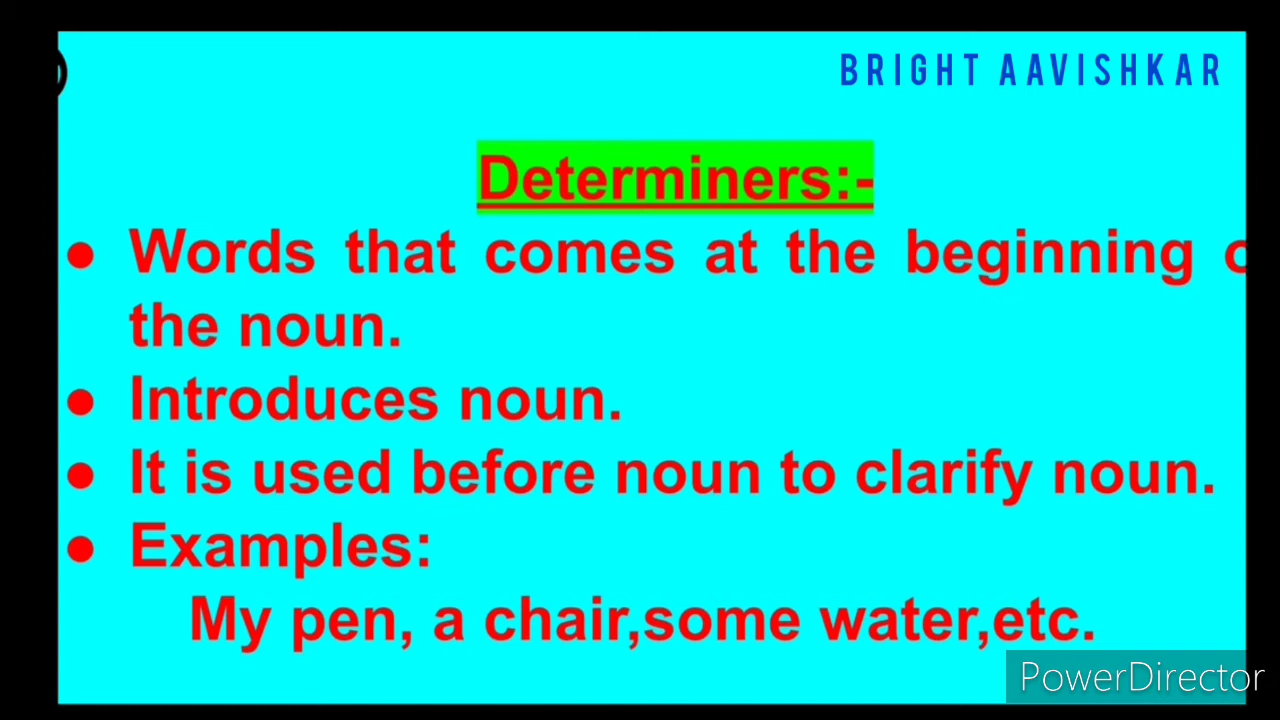 BRIGHT AAVISHKAR
Determiners:-
● Words that comes at the beginning
the noun.
● Introduces noun.
● It is used before noun to clarify noun.
● Examples:
My pen, a chair,some water,etc.
PowerDirector